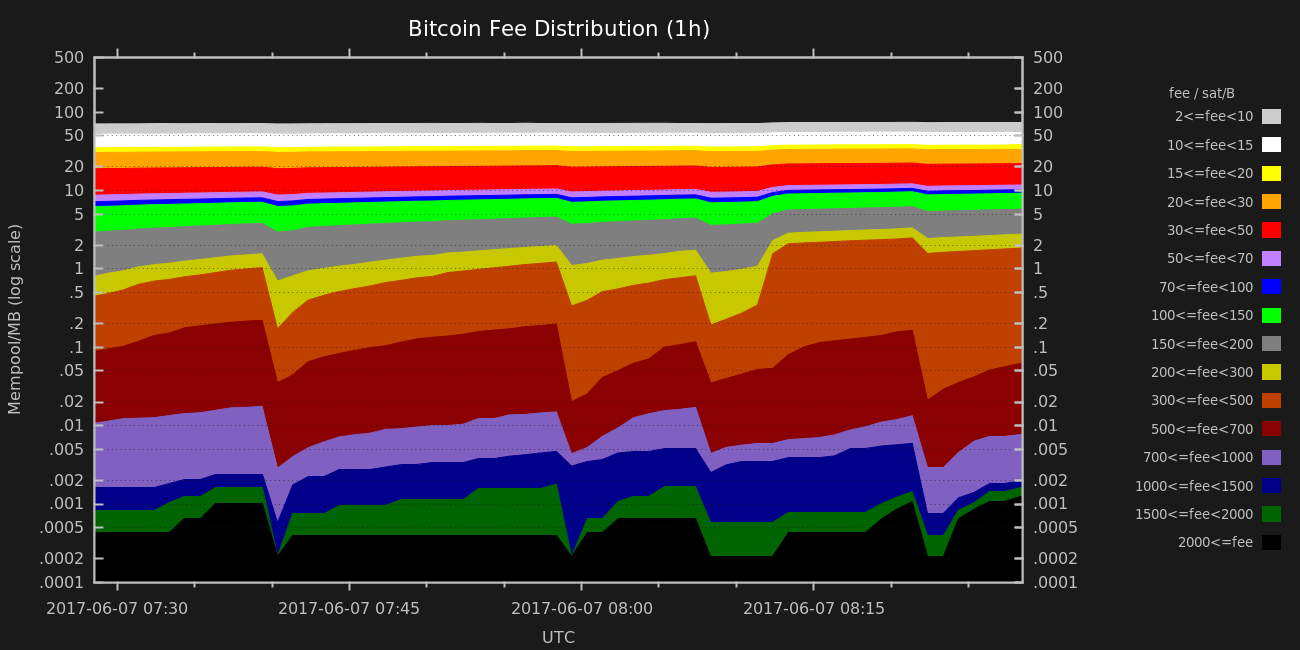 Bitcoin Fee Distribution (1h)
Mempool/MB (log scale)
500
200
100
50
20
10
5
2
1
.5
.2
.1
.05
.02
.01
.005
.002
.001
.0005
.0002
.0001
500
200
100
50
20
10
5
2
1
.5
.2
.1
.05
.02
.01
.005
.002
.001
.0005
.0002
.0001
2017-06-07 07:30 2017-06-07 07:45 2017-06-07 08:00 2017-06-07 08:15
UTC
fee / sat/B
2<=fee<10
10<=fee<15
15<=fee<20
20<=fee<30
30<=fee<50
50<=fee<70
70<=fee<100
100<=fee<150
150<=fee<200
200<=fee<300
300<=fee<500
500<=fee<700
700<=fee<1000
1000<=fee<1500
1500<=fee<2000
2000<=fee